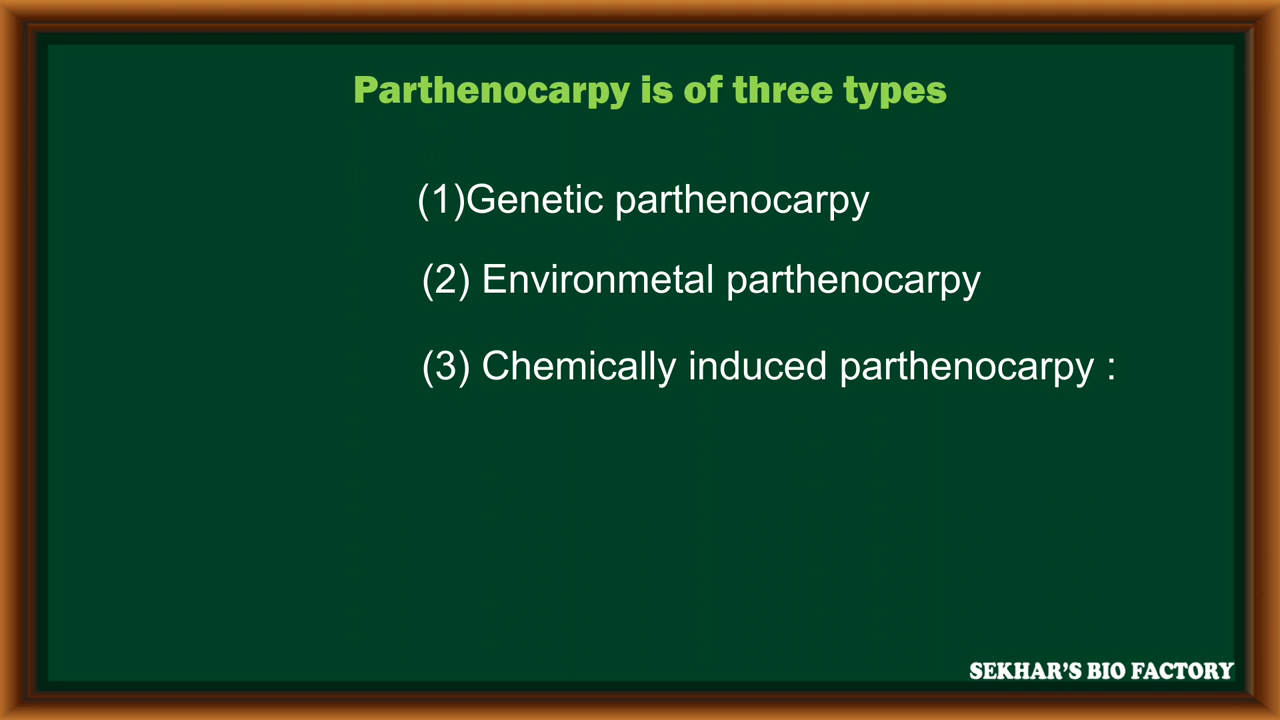 Parthenocarpy is of three types
(1)Genetic parthenocarpy
(2) Environmetal parthenocarpy
(3) Chemically induced parthenocarpy :
SEKHAR'S BIO FACTORY